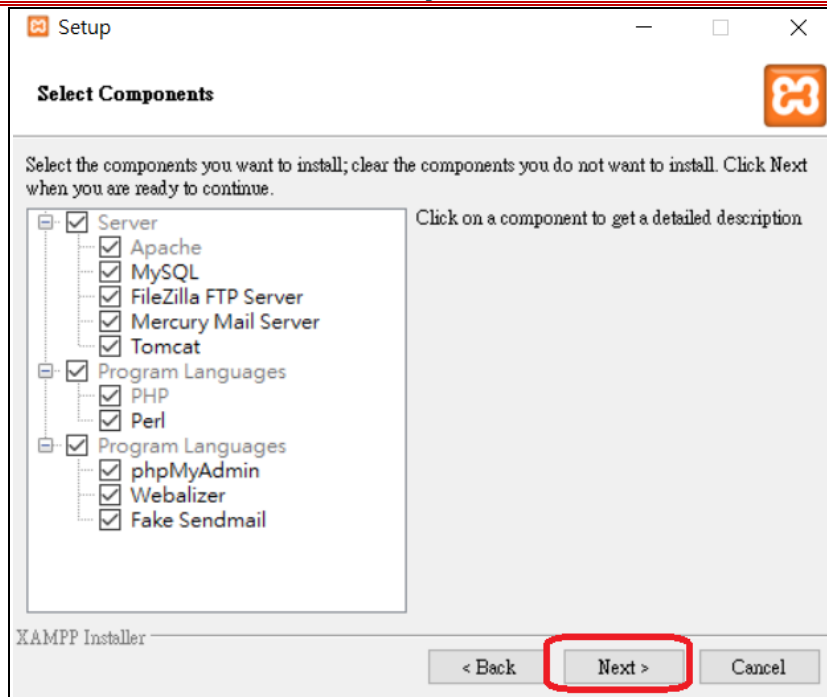 Setup
Select Components
Select the components you want to install; clear the components you do not want to install. Click Next
when you are ready to continue.
Server
Apache
MySQL
FileZilla FTP Server
Mercury Mail Server
Tomcat
Program Languages
PHP
Perl
Program Languages
phpMyAdmin
Webalizer
Fake Sendmail
Click on a component to get a detailed description
XAMPP Installer
< Back
Next >
Cancel